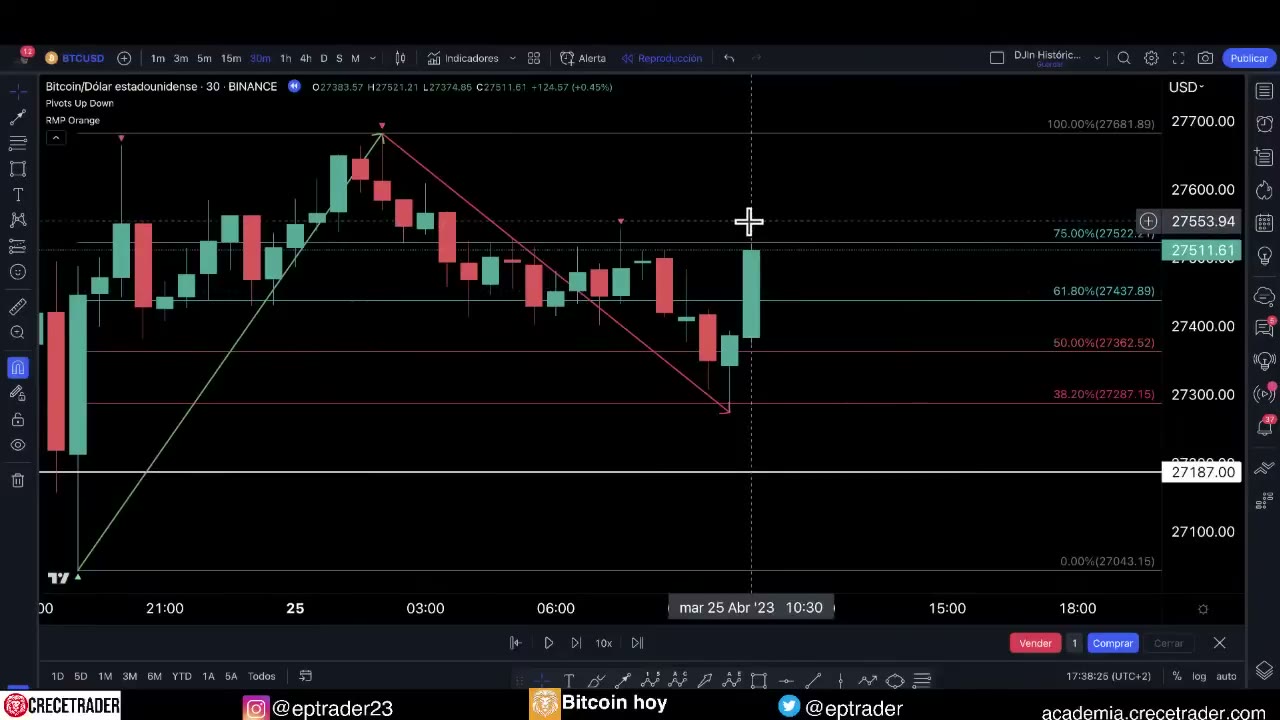 12
BTCUSD
1m 3m 5m 15m 30m 1h 4h D S M
Indicadores
Alerta
Reproducción
DJIn Históric...
Guardar
Publicar
Bitcoin/Dólar estadounidense · 30 · BINANCE
O27383.57 H27521.21 L27374.85 C27511.61 +124.57 (+0.45%)
USD
Pivots Up Down
RMP Orange
100.00%(27681.89)
27700.00
27600.00
27553.94
75.00%(27522.21)
27511.61
61.80%(27437.89)
27400.00
50.00%(27362.52)
27300.00
38.20%(27287.15)
27187.00
27100.00
0.00%(27043.15)
37
21:00
25
03:00
06:00
mar 25 Abr '23 10:30
15:00
18:00
10x
Vender
1
Comprar
Cerrar
1D 5D 1M 3M 6M YTD 1A 5A Todos
17:38:25 (UTC+2)
% log auto
CRECETRADER
@eptrader23
Bitcoin hoy
@eptrader
academia.crecetrader.com